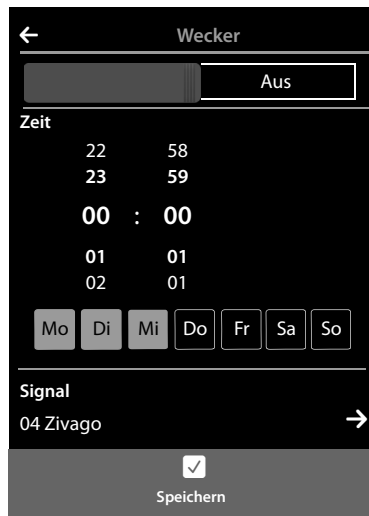 Wecker
Aus
Zeit
22 58
23 59
00 : 00
01 01
02 01
Mo Di Mi Do Fr Sa So
Signal
04 Zivago
Speichern